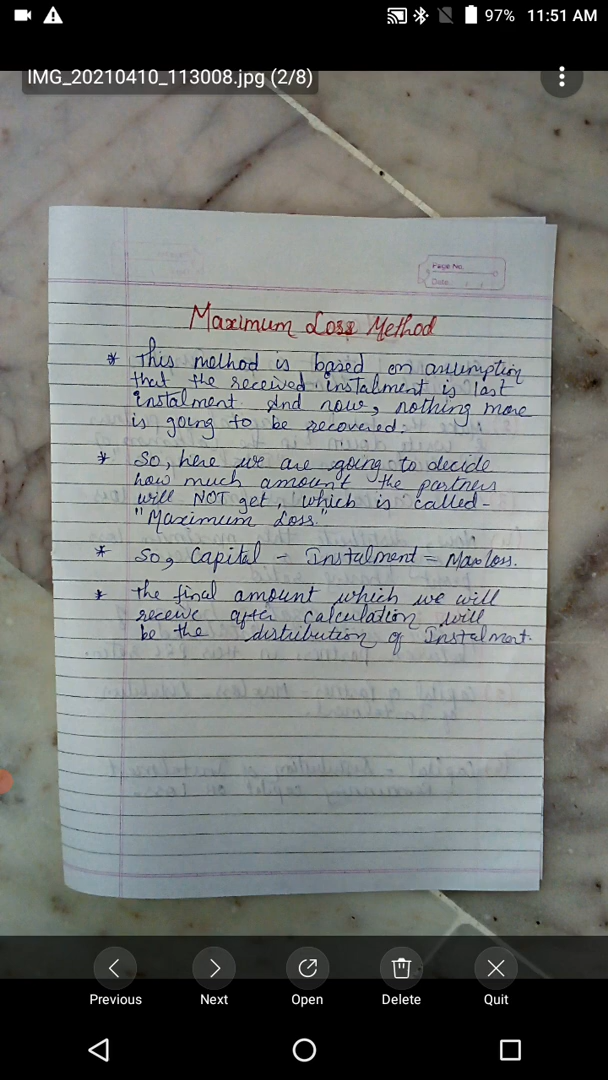 97% 11:51 AM
IMG_20210410_113008.jpg (2/8)
Page No.
Date
Maximum Loss Method
* This method is based on assumption
that the received instalment is last
instalment. And now, nothing more
is going to be recovered.
* So, here we are going to decide
how much amount the partners
will NOT get, which is called-
"Maximum Loss."
* So, Capital - Instalment = Max loss.
* The final amount which we will
receive after calculation will
be the distribution of Instalment.
Previous Next Open Delete Quit